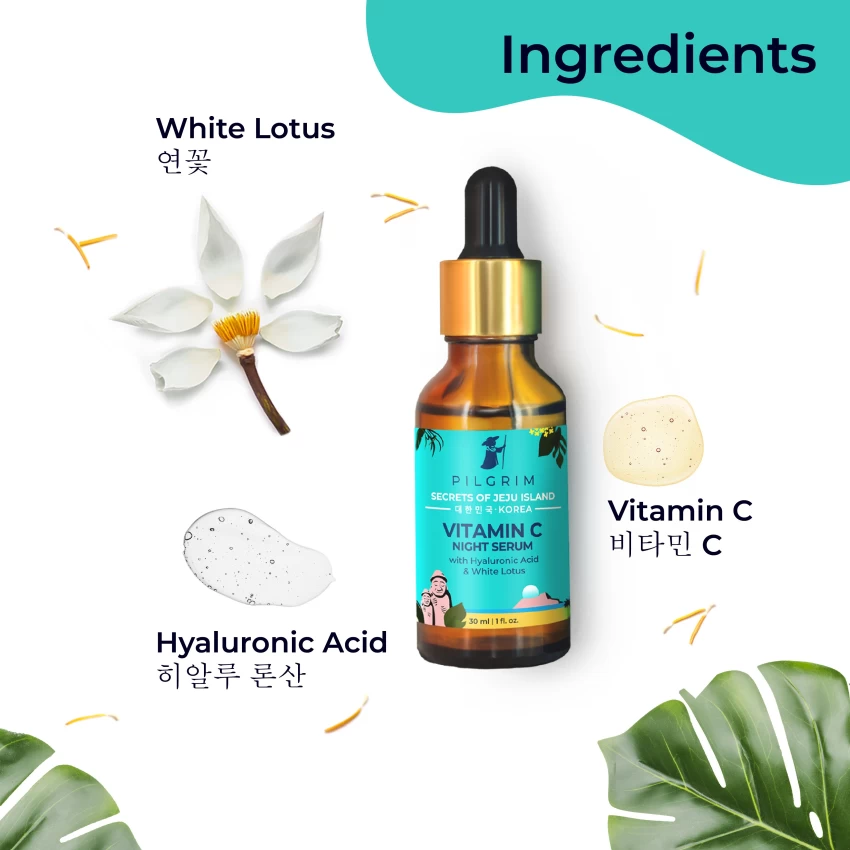 Ingredients
White Lotus
연꽃
PILGRIM
SECRETS OF JEJU ISLAND
대한민국·KOREA
VITAMIN C
NIGHT SERUM
with Hyaluronic Acid
& White Lotus
30 ml | 1 fl. oz.
Vitamin C
비타민 C
Hyaluronic Acid
히알루 론산